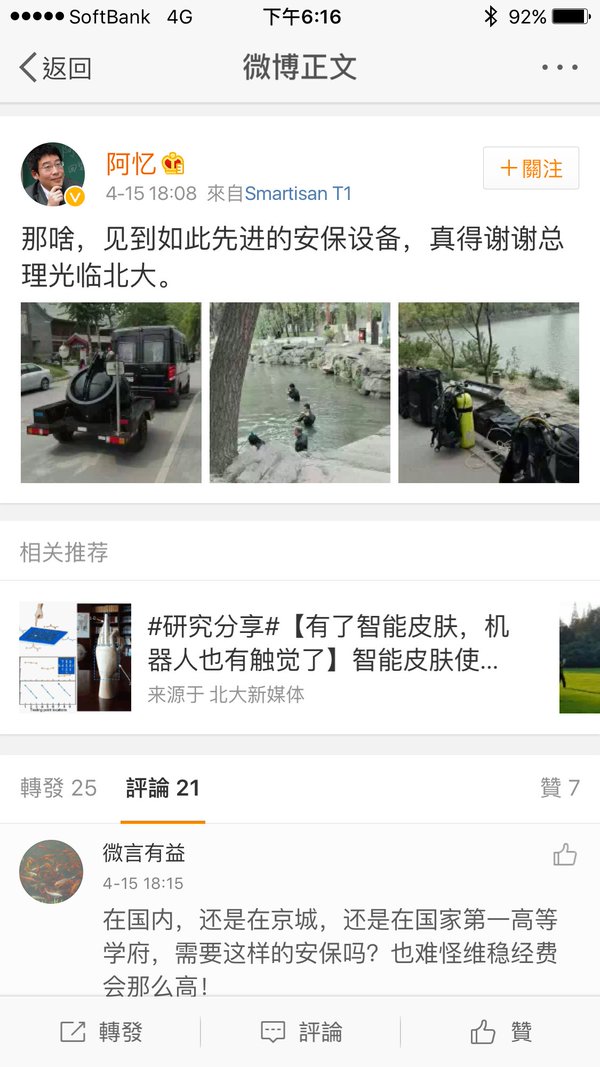 SoftBank 4G 下午6:16 92%
返回 微博正文
阿忆
+關注
4-15 18:08 來自Smartisan T1
那啥，见到如此先进的安保设备，真得谢谢总
理光临北大。
相关推荐
#研究分享#【有了智能皮肤，机
器人也有触觉了】智能皮肤使...
来源于 北大新媒体
轉發 25 評論 21 贊 7
微言有益
4-15 18:15
在国内，还是在京城，还是在国家第一高等
学府，需要这样的安保吗？也难怪维稳经费
会那么高！
轉發 評論 贊